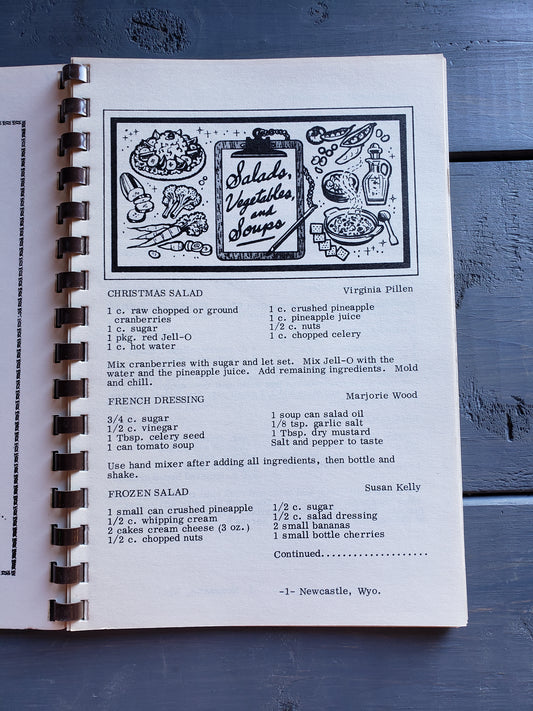 Salads,
Vegetables,
and
Soups
CHRISTMAS SALAD Virginia Pillen
1 c. raw chopped or ground
cranberries
1 c. sugar
1 pkg. red Jell-O
1 c. hot water
1 c. crushed pineapple
1 c. pineapple juice
1/2 c. nuts
1 c. chopped celery
Mix cranberries with sugar and let set. Mix Jell-O with the
water and the pineapple juice. Add remaining ingredients. Mold
and chill.
FRENCH DRESSING Marjorie Wood
3/4 c. sugar
1/2 c. vinegar
1 Tbsp. celery seed
1 can tomato soup
1 soup can salad oil
1/8 tsp. garlic salt
1 Tbsp. dry mustard
Salt and pepper to taste
Use hand mixer after adding all ingredients, then bottle and
shake.
FROZEN SALAD Susan Kelly
1 small can crushed pineapple
1/2 c. whipping cream
2 cakes cream cheese (3 oz.)
1/2 c. chopped nuts
1/2 c. sugar
1/2 c. salad dressing
2 small bananas
1 small bottle cherries
Continued....................
-1- Newcastle, Wyo.